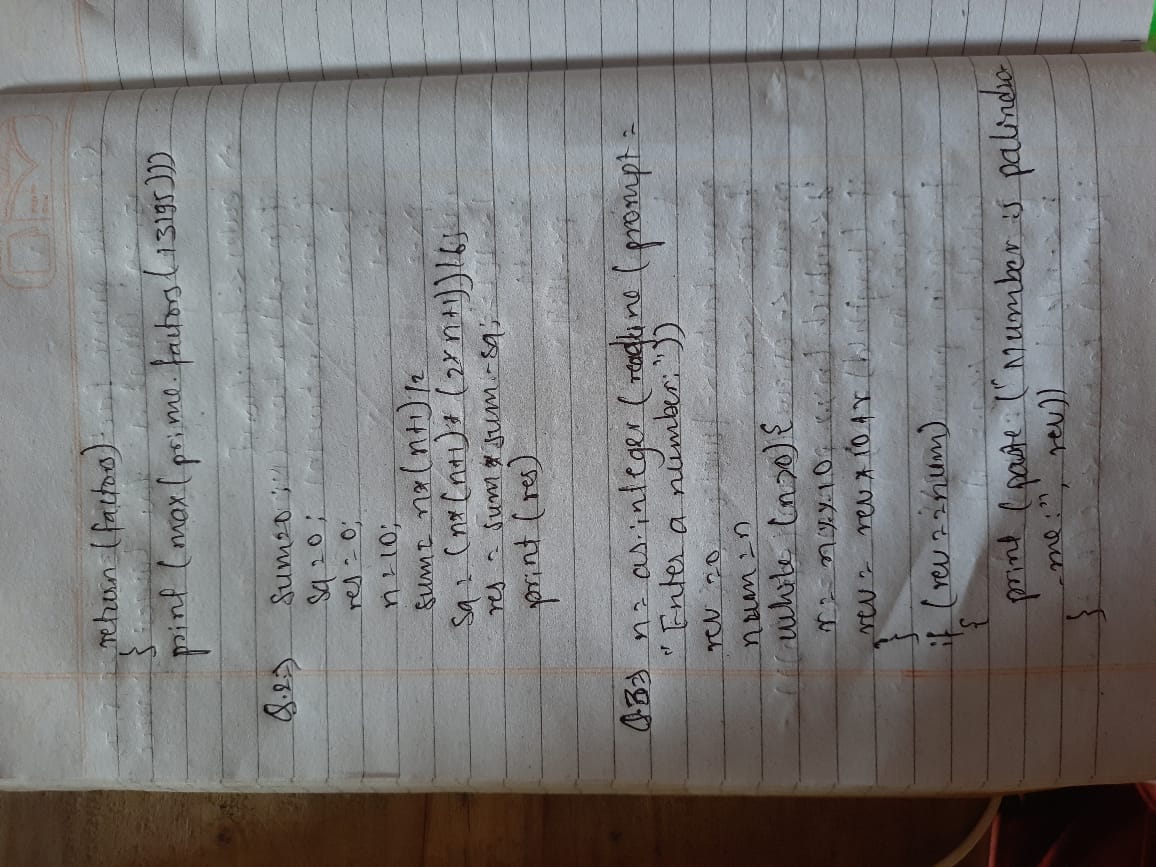 return (factors)
}
print (max (prime. factors (13195)))
Q.2) sum=0;
sq=0;
res=0;
n=10;
sum= n*(n+1)/2
sq= (n*(n+1)*(2*n+1))/6;
res = sum*sum-sq;
print (res)
Q.3) n= as.integer (readline (prompt =
"Enter a number:"))
rev=0
num=n
while (n>0) {
r= n%%10
rev= rev*10+r
}
if (rev==num)
{
print (paste ("Number is palindro
-me:", rev))
}